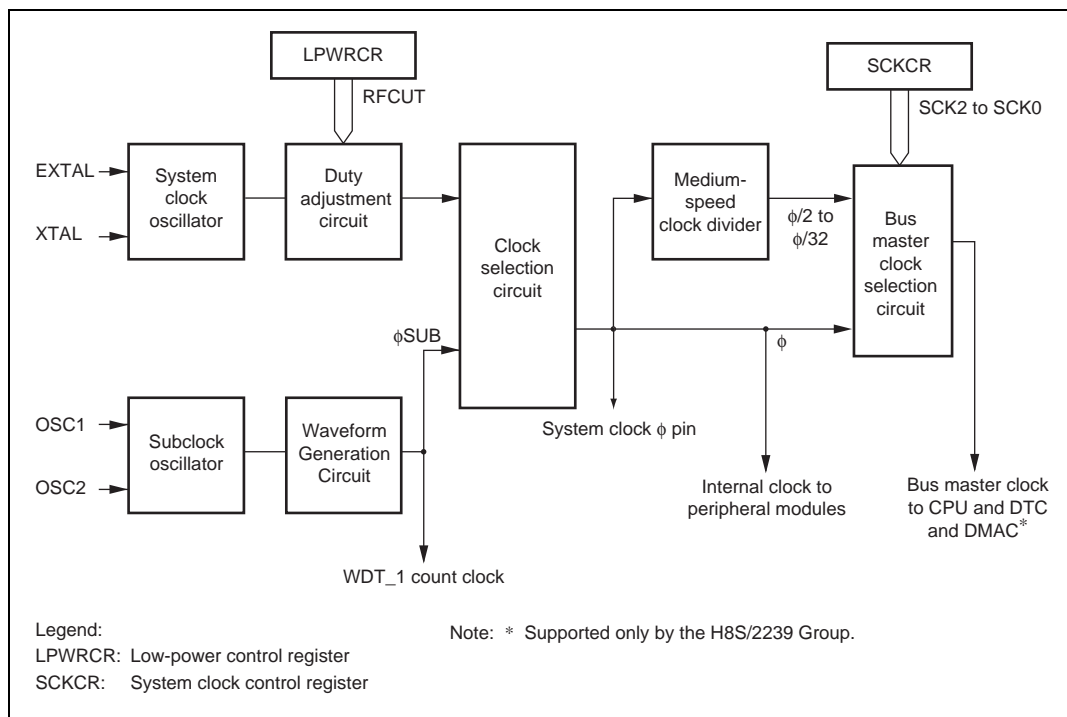 LPWRCR
RFCUT
SCKCR
SCK2 to SCK0
EXTAL
XTAL
System
clock
oscillator
Duty
adjustment
circuit
Clock
selection
circuit
Medium-
speed
clock divider
ϕ/2 to
ϕ/32
Bus
master
clock
selection
circuit
ϕSUB
ϕ
OSC1
OSC2
Subclock
oscillator
Waveform
Generation
Circuit
System clock ϕ pin
Internal clock to
peripheral modules
Bus master clock
to CPU and DTC
and DMAC*
WDT_1 count clock
Legend:
LPWRCR: Low-power control register
SCKCR: System clock control register
Note: * Supported only by the H8S/2239 Group.